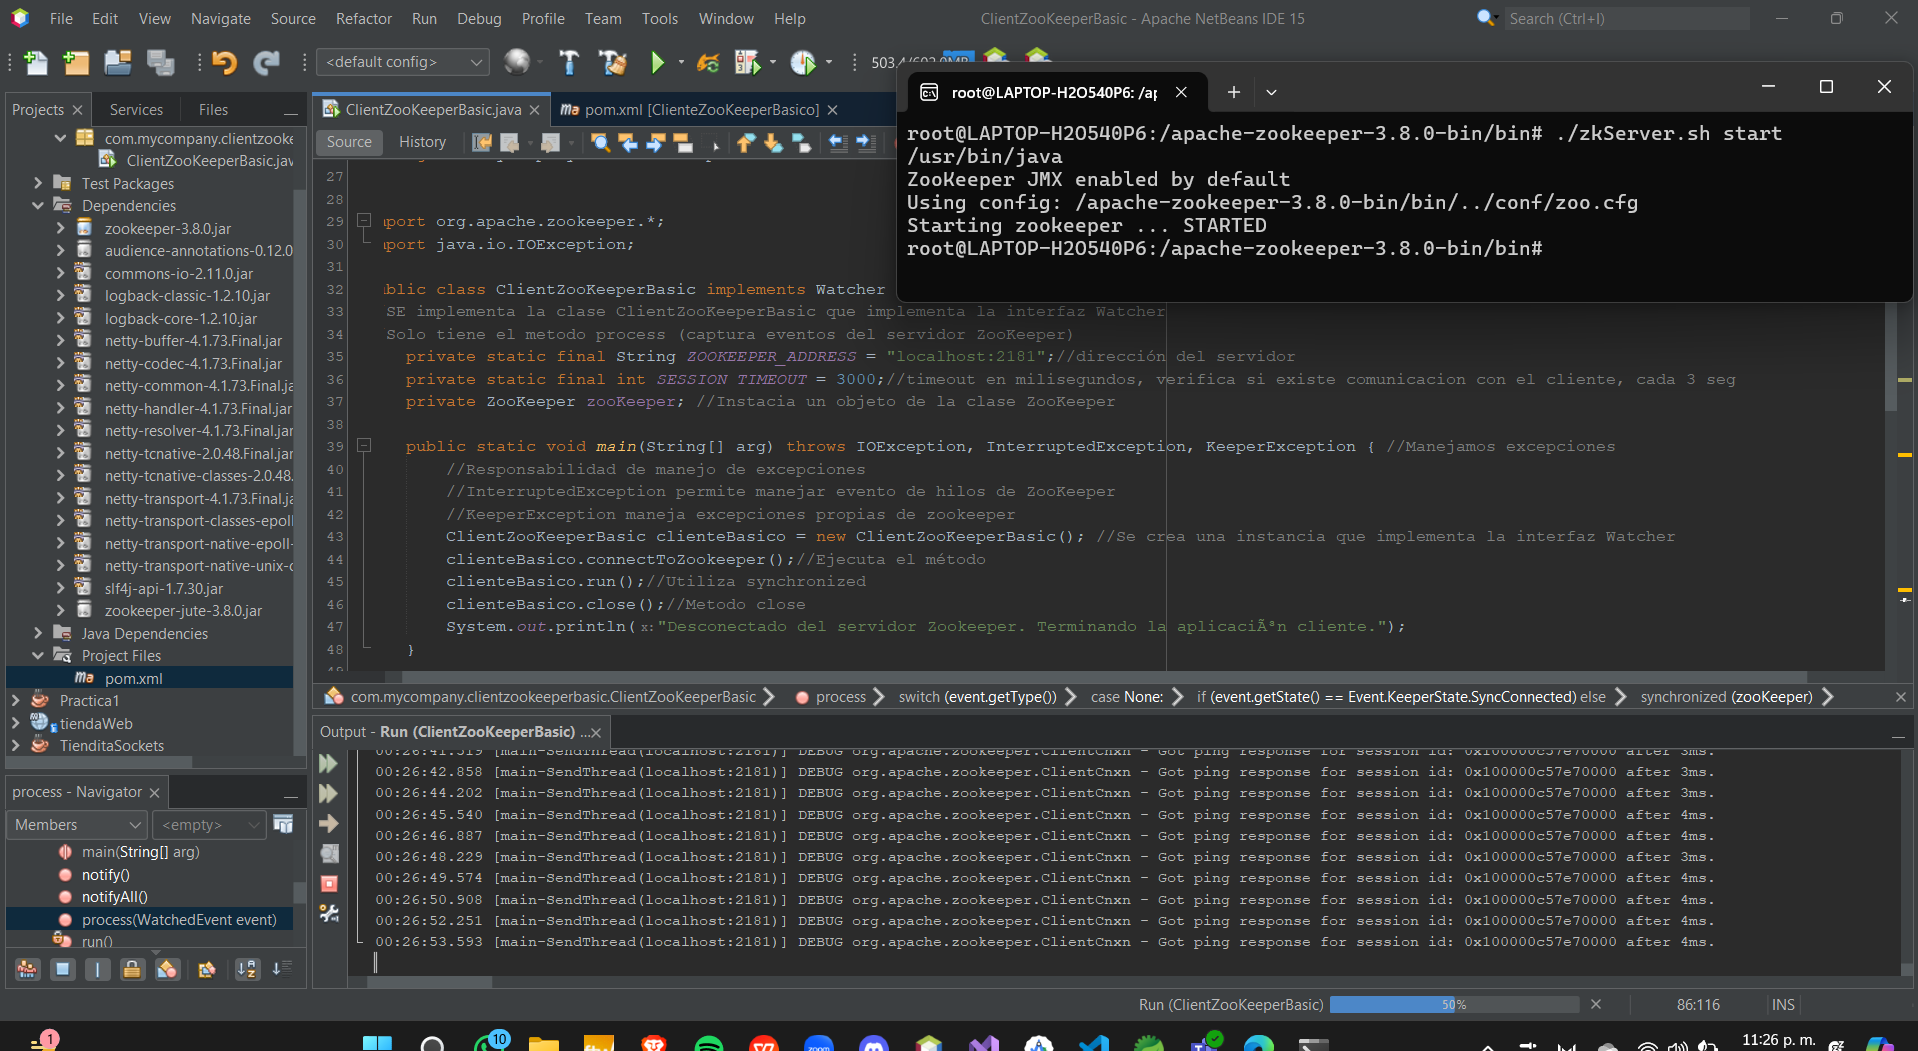 File Edit View Navigate Source Refactor Run Debug Profile Team Tools Window Help
ClientZooKeeperBasic - Apache NetBeans IDE 15
Search (Ctrl+I)
<default config>
Projects
Services
Files
com.mycompany.clientzooke
ClientZooKeeperBasic.jav
Test Packages
Dependencies
zookeeper-3.8.0.jar
audience-annotations-0.12.0
commons-io-2.11.0.jar
logback-classic-1.2.10.jar
logback-core-1.2.10.jar
netty-buffer-4.1.73.Final.jar
netty-codec-4.1.73.Final.jar
netty-common-4.1.73.Final.ja
netty-handler-4.1.73.Final.jar
netty-resolver-4.1.73.Final.jar
netty-tcnative-2.0.48.Final.jar
netty-tcnative-classes-2.0.48.
netty-transport-4.1.73.Final.ja
netty-transport-classes-epoll
netty-transport-native-epoll-
netty-transport-native-unix-c
slf4j-api-1.7.30.jar
zookeeper-jute-3.8.0.jar
Java Dependencies
Project Files
pom.xml
Practica1
tiendaWeb
TienditaSockets
ClientZooKeeperBasic.java
pom.xml [ClienteZooKeeperBasico]
Source
History
root@LAPTOP-H2O540P6: /ap
root@LAPTOP-H2O540P6:/apache-zookeeper-3.8.0-bin/bin# ./zkServer.sh start
/usr/bin/java
ZooKeeper JMX enabled by default
Using config: /apache-zookeeper-3.8.0-bin/bin/../conf/zoo.cfg
Starting zookeeper ... STARTED
root@LAPTOP-H2O540P6:/apache-zookeeper-3.8.0-bin/bin#
27
28
29 port org.apache.zookeeper.*;
30 port java.io.IOException;
31
32 blic class ClientZooKeeperBasic implements Watcher
33 SE implementa la clase ClientZooKeeperBasic que implementa la interfaz Watcher
34 Solo tiene el metodo process (captura eventos del servidor ZooKeeper)
35 private static final String ZOOKEEPER_ADDRESS = "localhost:2181";//dirección del servidor
36 private static final int SESSION_TIMEOUT = 3000;//timeout en milisegundos, verifica si existe comunicacion con el cliente, cada 3 seg
37 private ZooKeeper zooKeeper; //Instacia un objeto de la clase ZooKeeper
38
39 public static void main(String[] arg) throws IOException, InterruptedException, KeeperException { //Manejamos excepciones
40 //Responsabilidad de manejo de excepciones
41 //InterruptedException permite manejar evento de hilos de ZooKeeper
42 //KeeperException maneja excepciones propias de zookeeper
43 ClientZooKeeperBasic clienteBasico = new ClientZooKeeperBasic(); //Se crea una instancia que implementa la interfaz Watcher
44 clienteBasico.connectToZookeeper();//Ejecuta el método
45 clienteBasico.run();//Utiliza synchronized
46 clienteBasico.close();//Metodo close
47 System.out.println(x:"Desconectado del servidor Zookeeper. Terminando la aplicaciÃ³n cliente.");
48 }
com.mycompany.clientzookeeperbasic.ClientZooKeeperBasic process switch (event.getType()) case None: if (event.getState() == Event.KeeperState.SyncConnected) else synchronized (zooKeeper)
Output - Run (ClientZooKeeperBasic) ...
00:26:41.519 [main-SendThread(localhost:2181)] DEBUG org.apache.zookeeper.ClientCnxn - Got ping response for session id: 0x100000c57e70000 after 3ms.
00:26:42.858 [main-SendThread(localhost:2181)] DEBUG org.apache.zookeeper.ClientCnxn - Got ping response for session id: 0x100000c57e70000 after 3ms.
00:26:44.202 [main-SendThread(localhost:2181)] DEBUG org.apache.zookeeper.ClientCnxn - Got ping response for session id: 0x100000c57e70000 after 3ms.
00:26:45.540 [main-SendThread(localhost:2181)] DEBUG org.apache.zookeeper.ClientCnxn - Got ping response for session id: 0x100000c57e70000 after 4ms.
00:26:46.887 [main-SendThread(localhost:2181)] DEBUG org.apache.zookeeper.ClientCnxn - Got ping response for session id: 0x100000c57e70000 after 4ms.
00:26:48.229 [main-SendThread(localhost:2181)] DEBUG org.apache.zookeeper.ClientCnxn - Got ping response for session id: 0x100000c57e70000 after 3ms.
00:26:49.574 [main-SendThread(localhost:2181)] DEBUG org.apache.zookeeper.ClientCnxn - Got ping response for session id: 0x100000c57e70000 after 4ms.
00:26:50.908 [main-SendThread(localhost:2181)] DEBUG org.apache.zookeeper.ClientCnxn - Got ping response for session id: 0x100000c57e70000 after 4ms.
00:26:52.251 [main-SendThread(localhost:2181)] DEBUG org.apache.zookeeper.ClientCnxn - Got ping response for session id: 0x100000c57e70000 after 4ms.
00:26:53.593 [main-SendThread(localhost:2181)] DEBUG org.apache.zookeeper.ClientCnxn - Got ping response for session id: 0x100000c57e70000 after 4ms.
process - Navigator
Members
<empty>
main(String[] arg)
notify()
notifyAll()
process(WatchedEvent event)
run()
Run (ClientZooKeeperBasic)
50%
86:116
INS
1
10
zoom
11:26 p. m.